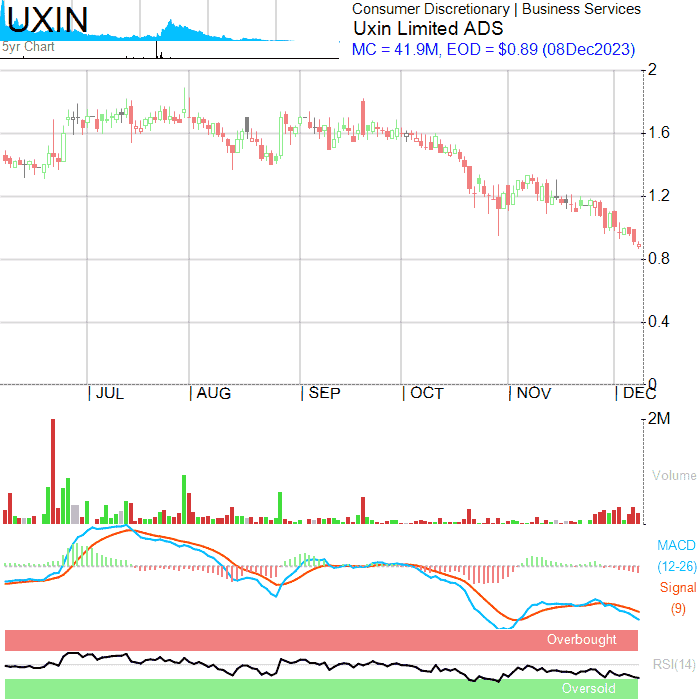 UXIN
5yr Chart
Consumer Discretionary | Business Services
Uxin Limited ADS
MC = 41.9M, EOD = $0.89 (08Dec2023)
2
1.6
1.2
0.8
0.4
0
| JUL | AUG | SEP | OCT | NOV | DEC
2M
Volume
MACD
(12-26)
Signal
(9)
Overbought
RSI(14)
Oversold